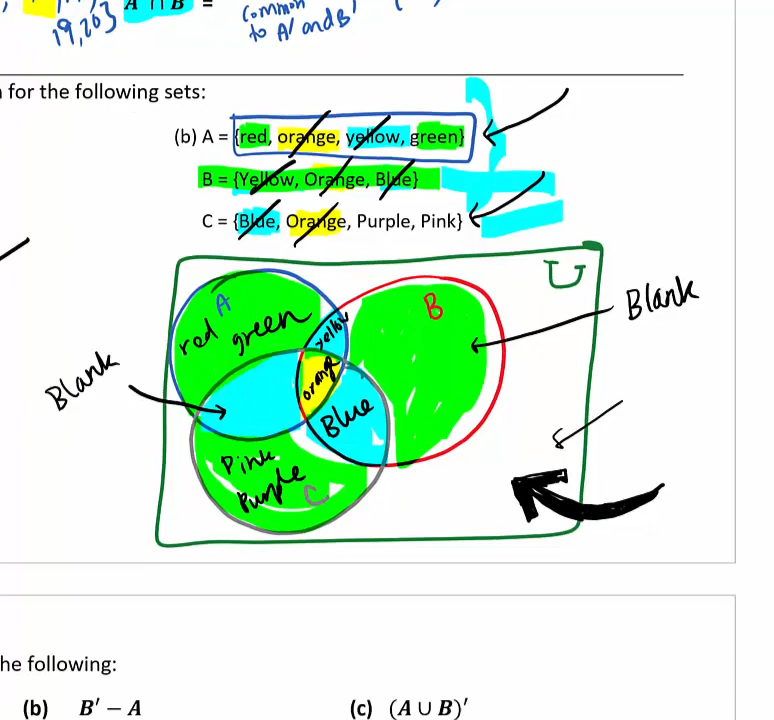 19,263 A ∩ B =
common
to A' and B'
for the following sets:
(b) A = {red, orange, yellow, green}
B = {Yellow, Orange, Blue}
C = {Blue, Orange, Purple, Pink}
U
A
B
Blank
red green
yellow
orange
Blank
Blue
Pink
Purple
C
he following:
(b) B′ − A (c) (A ∪ B)′